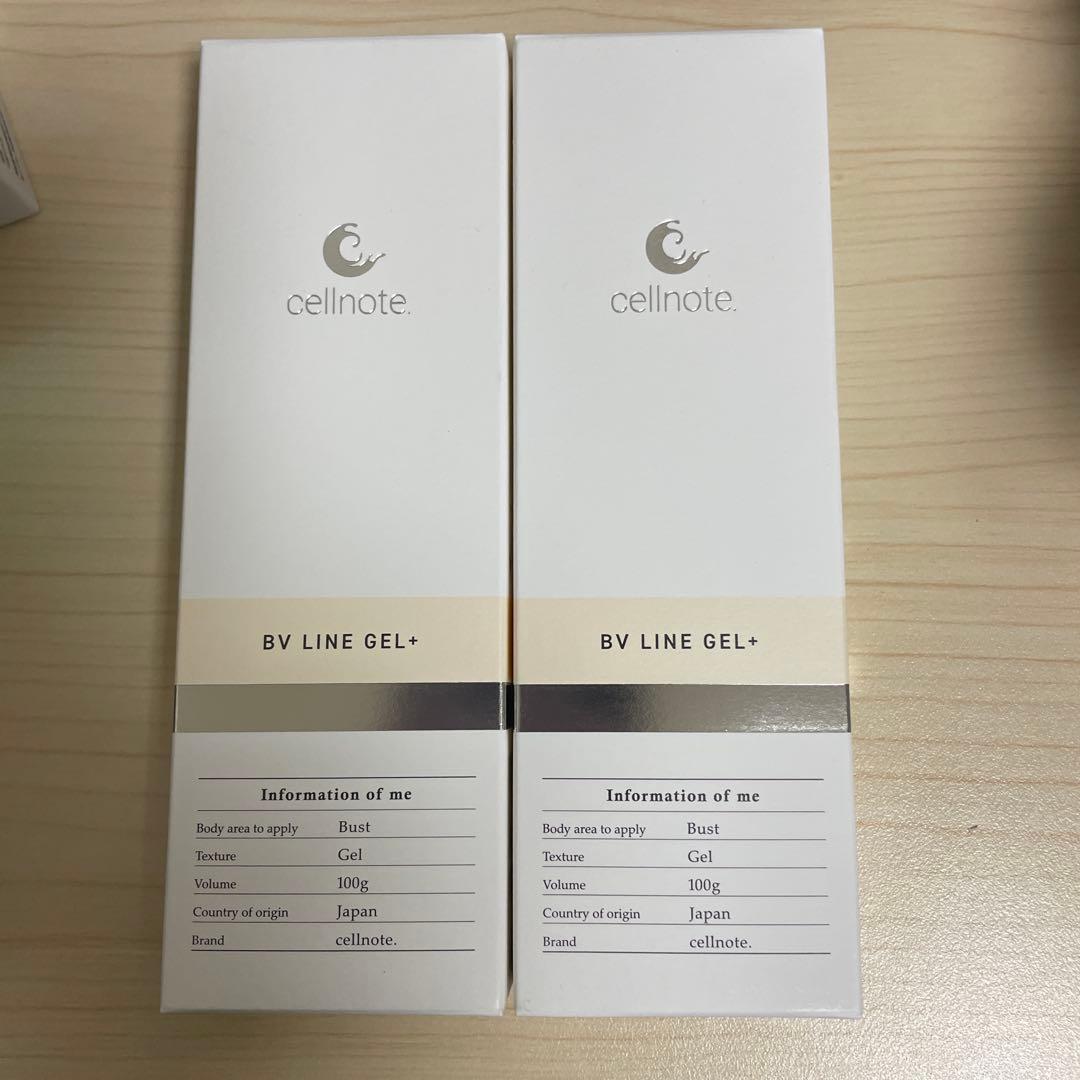 cellnote.
BV LINE GEL+
Information of me
Body area to apply Bust
Texture Gel
Volume 100g
Country of origin Japan
Brand cellnote.
cellnote.
BV LINE GEL+
Information of me
Body area to apply Bust
Texture Gel
Volume 100g
Country of origin Japan
Brand cellnote.